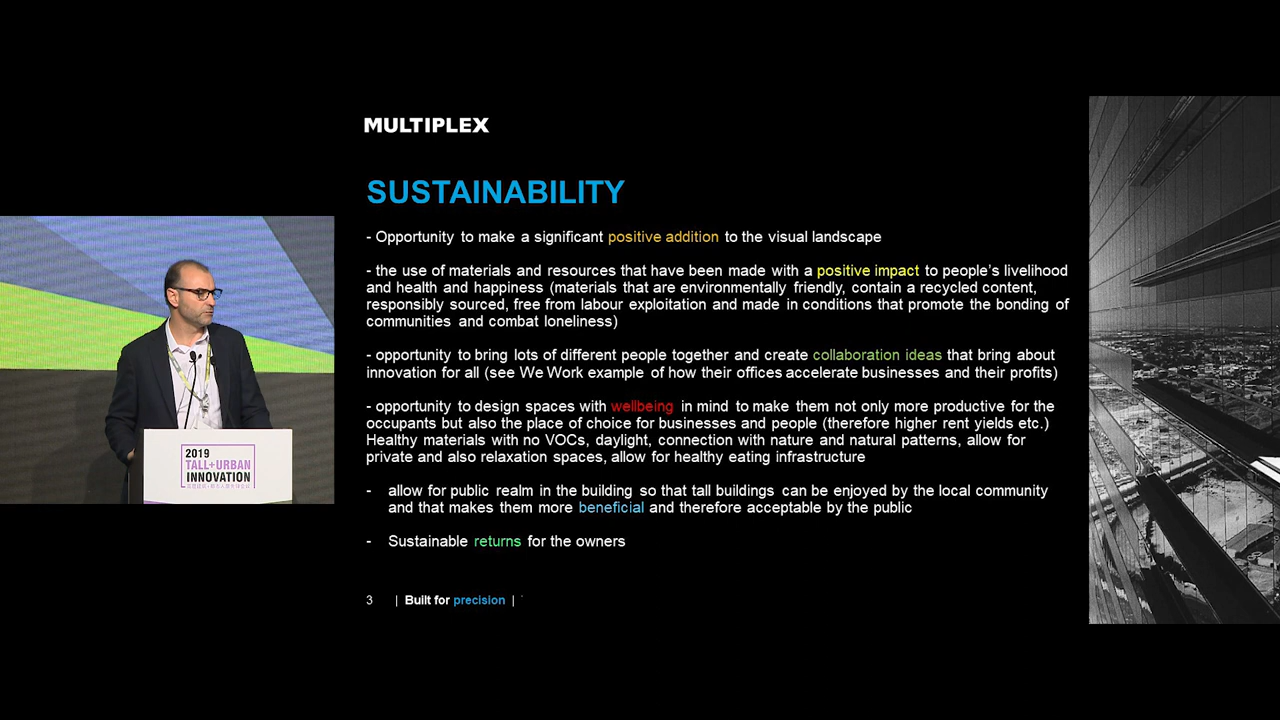 MULTIPLEX
SUSTAINABILITY
- Opportunity to make a significant positive addition to the visual landscape
- the use of materials and resources that have been made with a positive impact to people's livelihood
and health and happiness (materials that are environmentally friendly, contain a recycled content,
responsibly sourced, free from labour exploitation and made in conditions that promote the bonding of
communities and combat loneliness)
- opportunity to bring lots of different people together and create collaboration ideas that bring about
innovation for all (see We Work example of how their offices accelerate businesses and their profits)
- opportunity to design spaces with wellbeing in mind to make them not only more productive for the
occupants but also the place of choice for businesses and people (therefore higher rent yields etc.)
Healthy materials with no VOCs, daylight, connection with nature and natural patterns, allow for
private and also relaxation spaces, allow for healthy eating infrastructure
- allow for public realm in the building so that tall buildings can be enjoyed by the local community
and that makes them more beneficial and therefore acceptable by the public
- Sustainable returns for the owners
3 | Built for precision |
2019
TALL+URBAN
INNOVATION